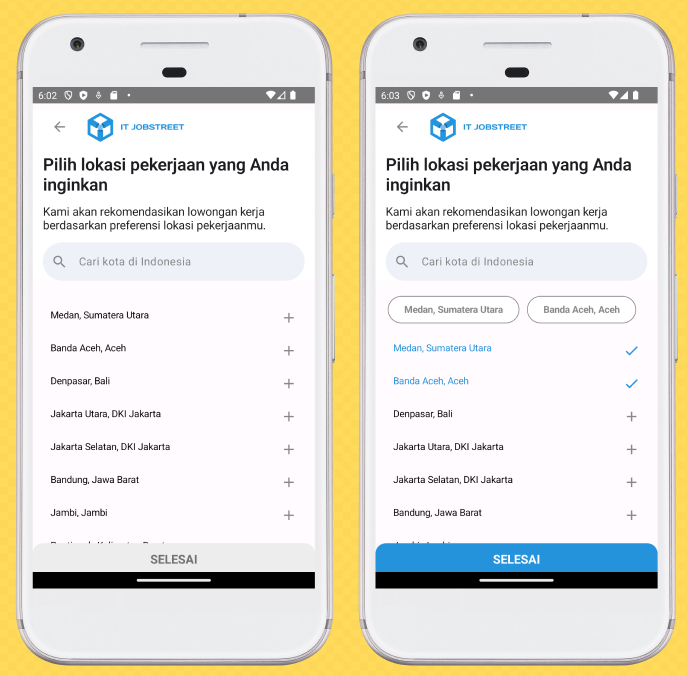 6:02
IT JOBSTREET
Pilih lokasi pekerjaan yang Anda
inginkan
Kami akan rekomendasikan lowongan kerja
berdasarkan preferensi lokasi pekerjaanmu.
Cari kota di Indonesia
Medan, Sumatera Utara
Banda Aceh, Aceh
Denpasar, Bali
Jakarta Utara, DKI Jakarta
Jakarta Selatan, DKI Jakarta
Bandung, Jawa Barat
Jambi, Jambi
SELESAI
6:03
IT JOBSTREET
Pilih lokasi pekerjaan yang Anda
inginkan
Kami akan rekomendasikan lowongan kerja
berdasarkan preferensi lokasi pekerjaanmu.
Cari kota di Indonesia
Medan, Sumatera Utara
Banda Aceh, Aceh
Medan, Sumatera Utara
Banda Aceh, Aceh
Denpasar, Bali
Jakarta Utara, DKI Jakarta
Jakarta Selatan, DKI Jakarta
Bandung, Jawa Barat
SELESAI